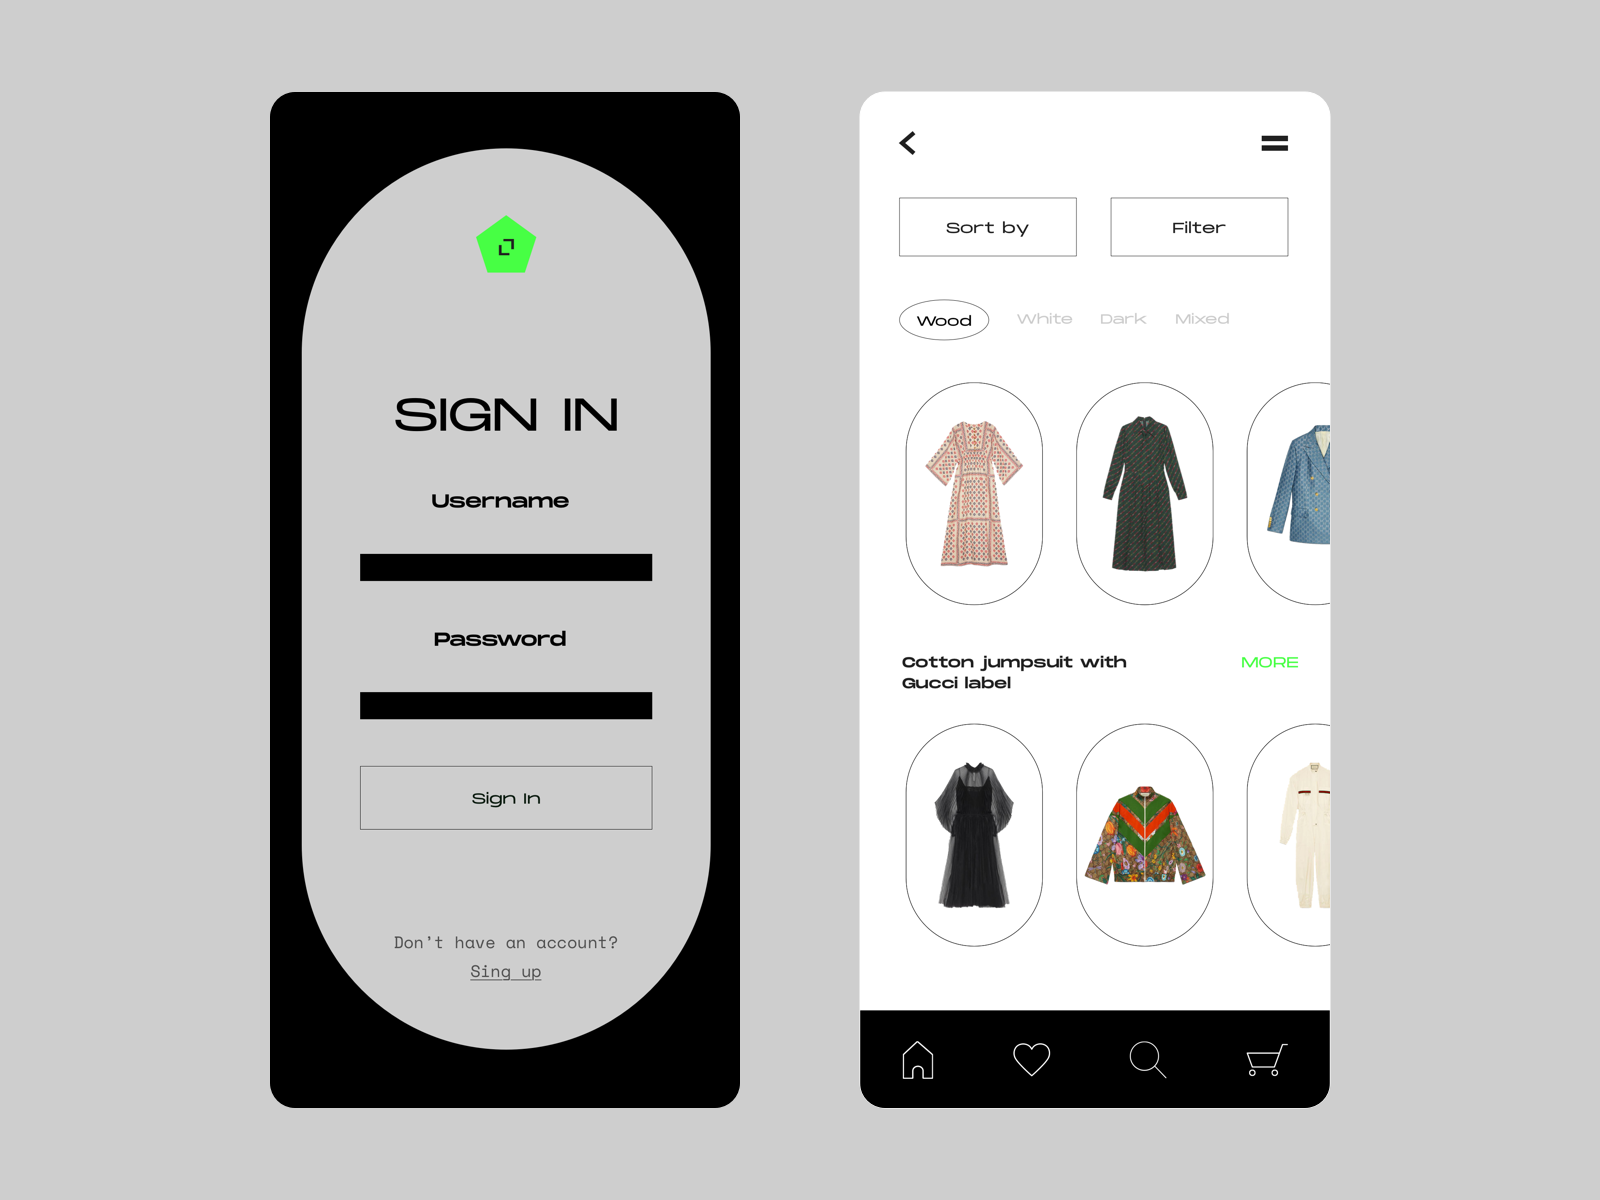 SIGN IN
Username
Password
Sign In
Don't have an account?
Sing up
Sort by
Filter
Wood
White
Dark
Mixed
Cotton jumpsuit with
Gucci label
MORE